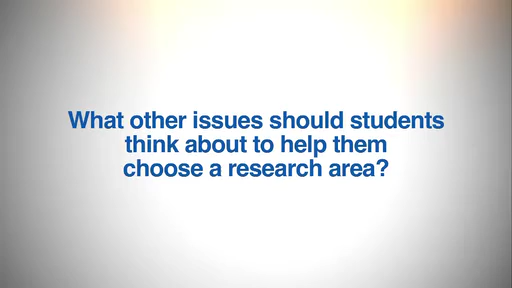 What other issues should students
think about to help them
choose a research area?